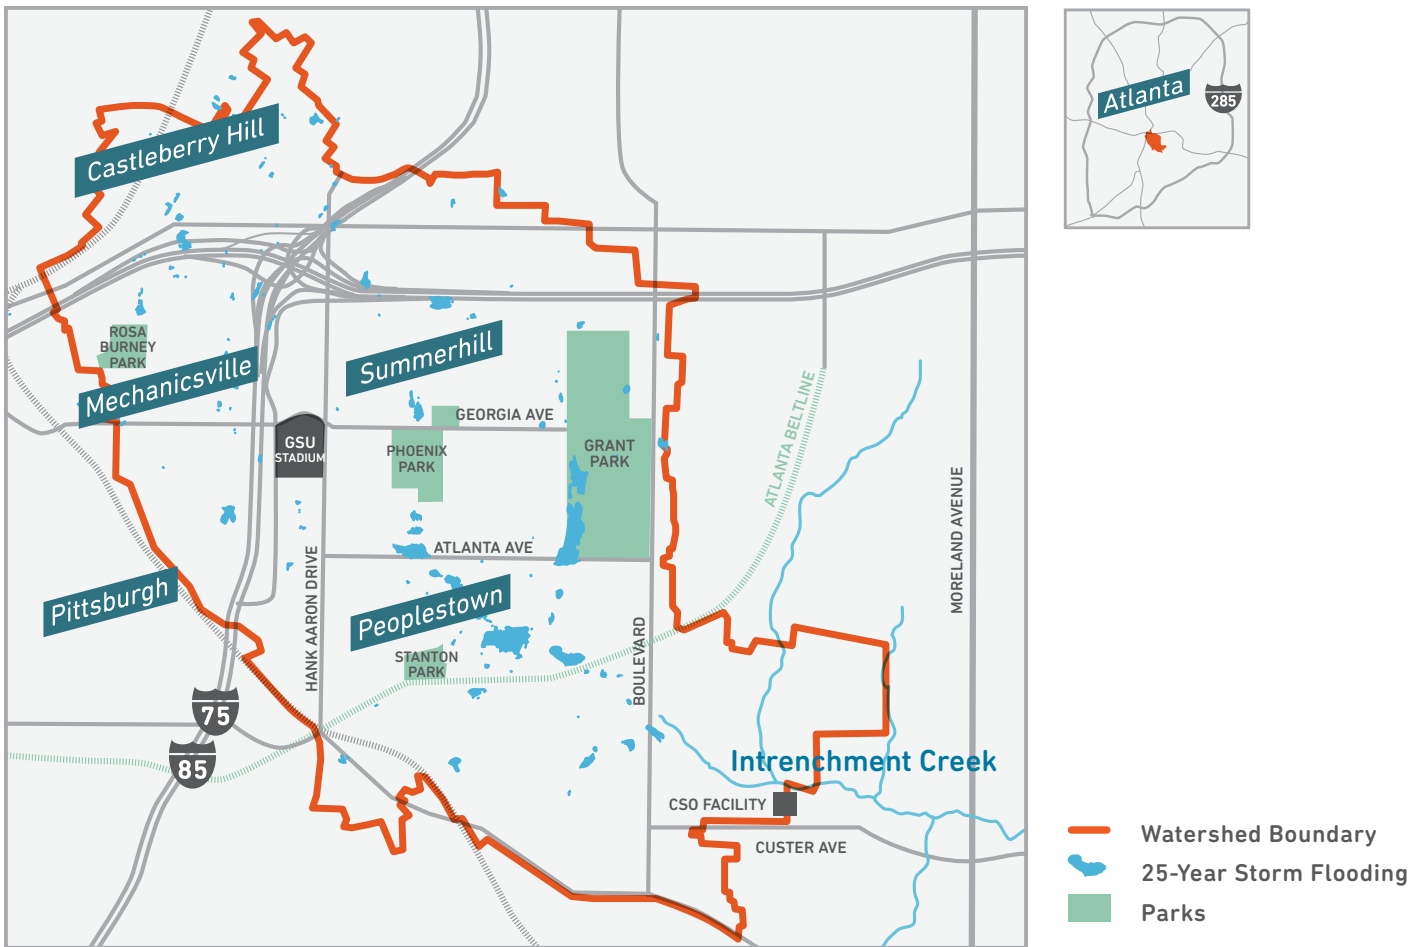 Atlanta
285
Castleberry Hill
ROSA
BURNEY
PARK
Mechanicsville
Summerhill
GEORGIA AVE
GSU
STADIUM
PHOENIX
PARK
GRANT
PARK
ATLANTA BELTLINE
MORELAND AVENUE
ATLANTA AVE
HANK AARON DRIVE
Pittsburgh
Peoplestown
STANTON
PARK
BOULEVARD
75
85
Intrenchment Creek
CSO FACILITY
CUSTER AVE
Watershed Boundary
25-Year Storm Flooding
Parks